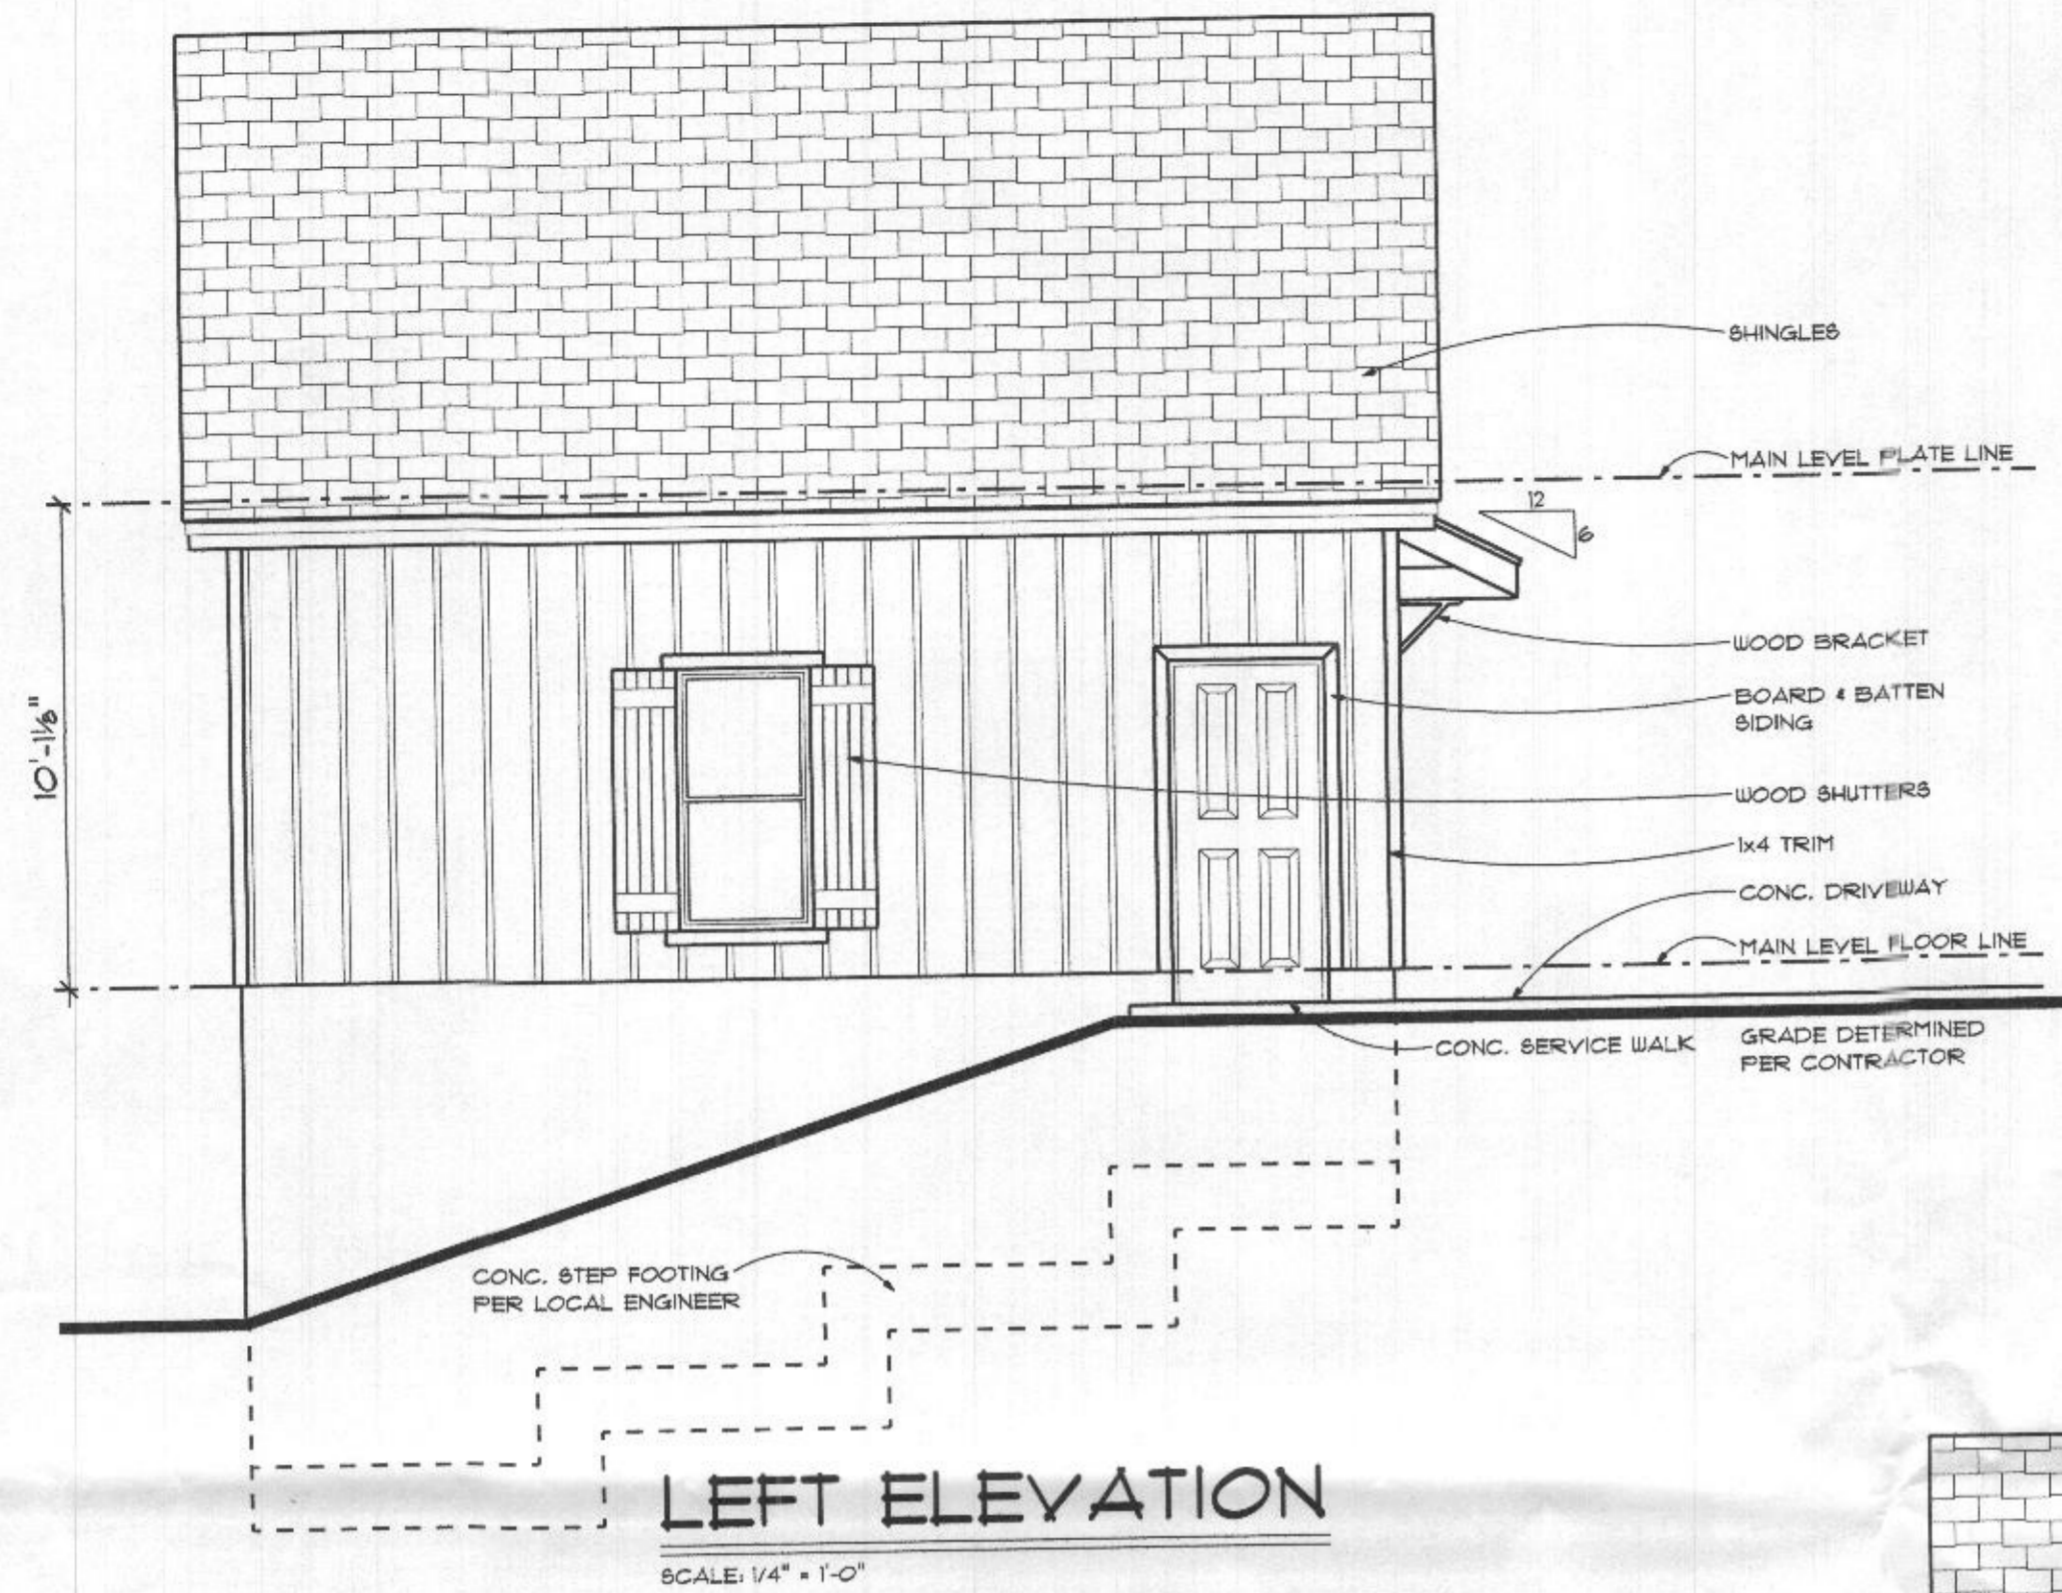 SHINGLES
MAIN LEVEL PLATE LINE
12
6
WOOD BRACKET
BOARD & BATTEN
SIDING
10'-1⅛"
WOOD SHUTTERS
1x4 TRIM
CONC. DRIVEWAY
MAIN LEVEL FLOOR LINE
CONC. SERVICE WALK
GRADE DETERMINED
PER CONTRACTOR
CONC. STEP FOOTING
PER LOCAL ENGINEER
LEFT ELEVATION
SCALE: 1/4" = 1'-0"